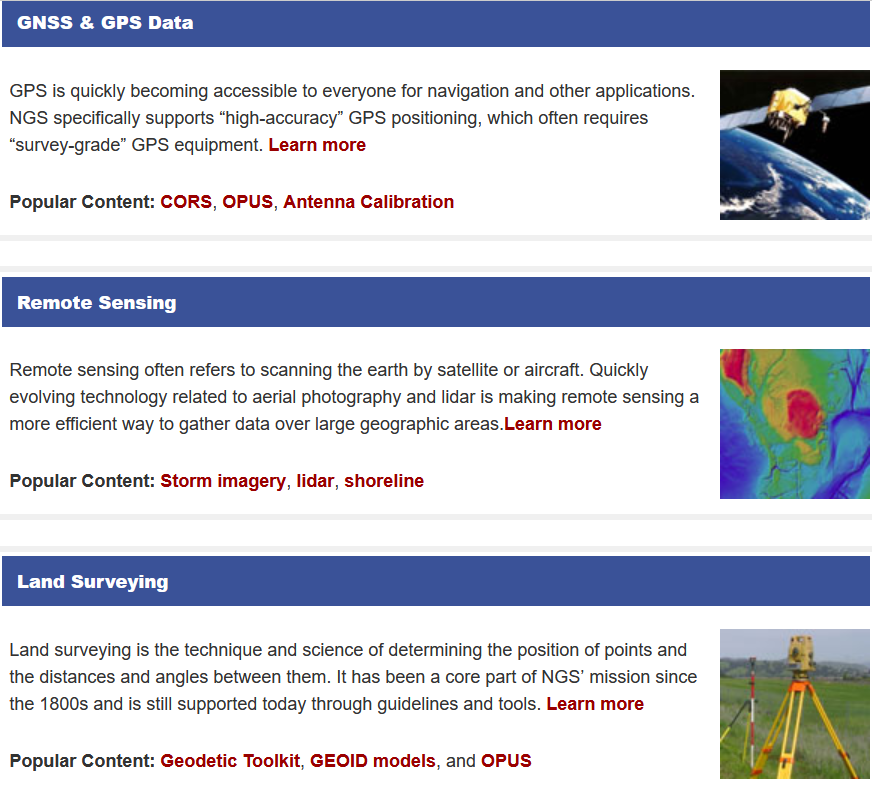 GNSS & GPS Data
GPS is quickly becoming accessible to everyone for navigation and other applications.
NGS specifically supports “high-accuracy” GPS positioning, which often requires
“survey-grade” GPS equipment. Learn more
Popular Content: CORS, OPUS, Antenna Calibration
Remote Sensing
Remote sensing often refers to scanning the earth by satellite or aircraft. Quickly
evolving technology related to aerial photography and lidar is making remote sensing a
more efficient way to gather data over large geographic areas.Learn more
Popular Content: Storm imagery, lidar, shoreline
Land Surveying
Land surveying is the technique and science of determining the position of points and
the distances and angles between them. It has been a core part of NGS’ mission since
the 1800s and is still supported today through guidelines and tools. Learn more
Popular Content: Geodetic Toolkit, GEOID models, and OPUS